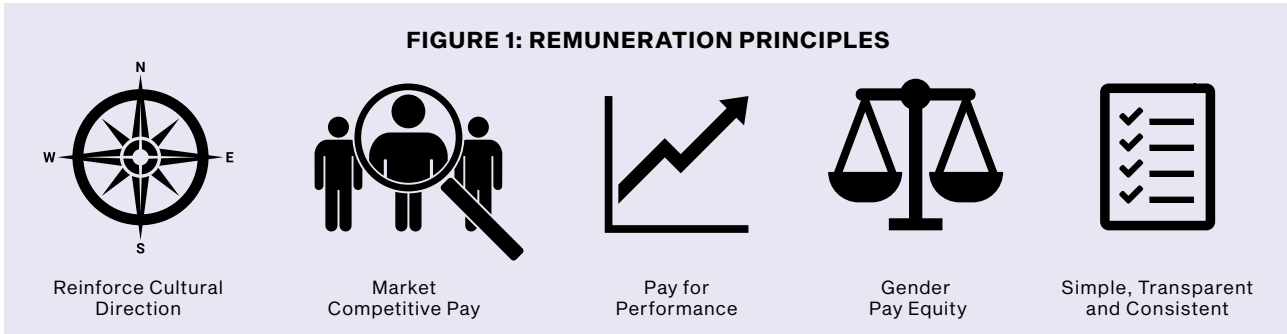 FIGURE 1: REMUNERATION PRINCIPLES
N
W
E
S
Reinforce Cultural
Direction
Market
Competitive Pay
Pay for
Performance
Gender
Pay Equity
Simple, Transparent
and Consistent